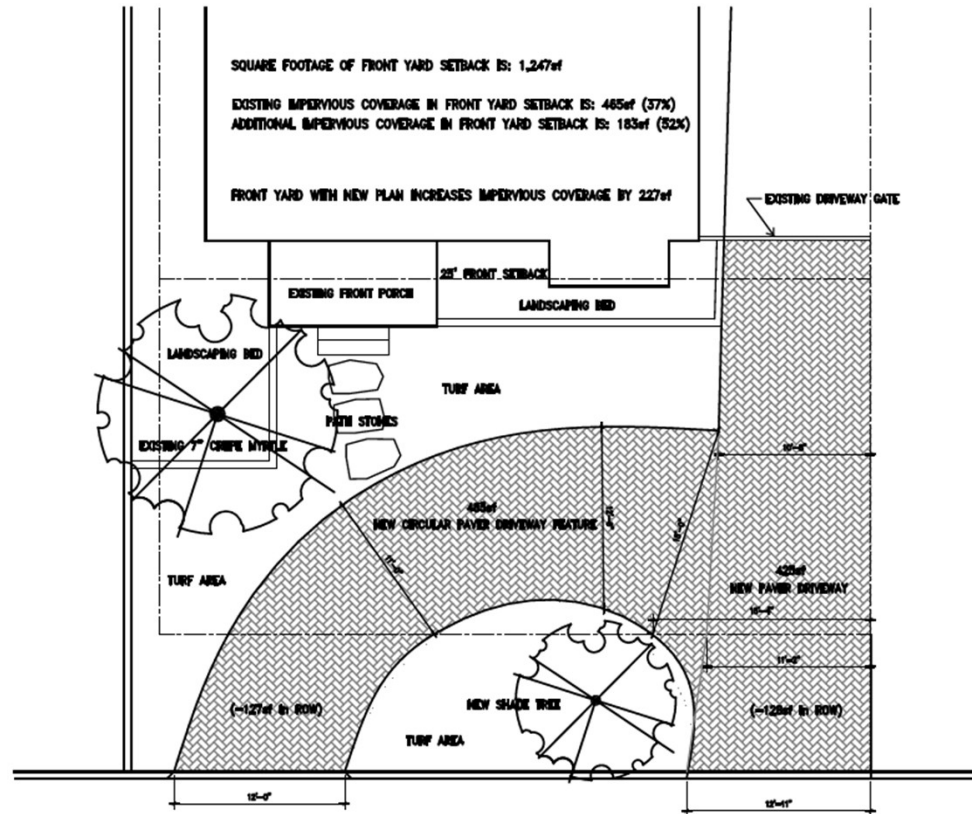 SQUARE FOOTAGE OF FRONT YARD SETBACK IS: 1,247sf
EXISTING IMPERVIOUS COVERAGE IN FRONT YARD SETBACK IS: 465sf (37%)
ADDITIONAL IMPERVIOUS COVERAGE IN FRONT YARD SETBACK IS: 183sf (52%)
FRONT YARD WITH NEW PLAN INCREASES IMPERVIOUS COVERAGE BY 227sf
EXISTING DRIVEWAY GATE
25' FRONT SETBACK
EXISTING FRONT PORCH
LANDSCAPING BED
LANDSCAPING BED
TURF AREA
PATH STONES
EXISTING 7" CREPE MYRTLE
NEW CIRCULAR PAVER DRIVEWAY FEATURE
TURF AREA
425sf
NEW PAVER DRIVEWAY
(-127sf in ROW)
NEW SHADE TREE
(-128sf in ROW)
TURF AREA
12'-0"
12'-11"